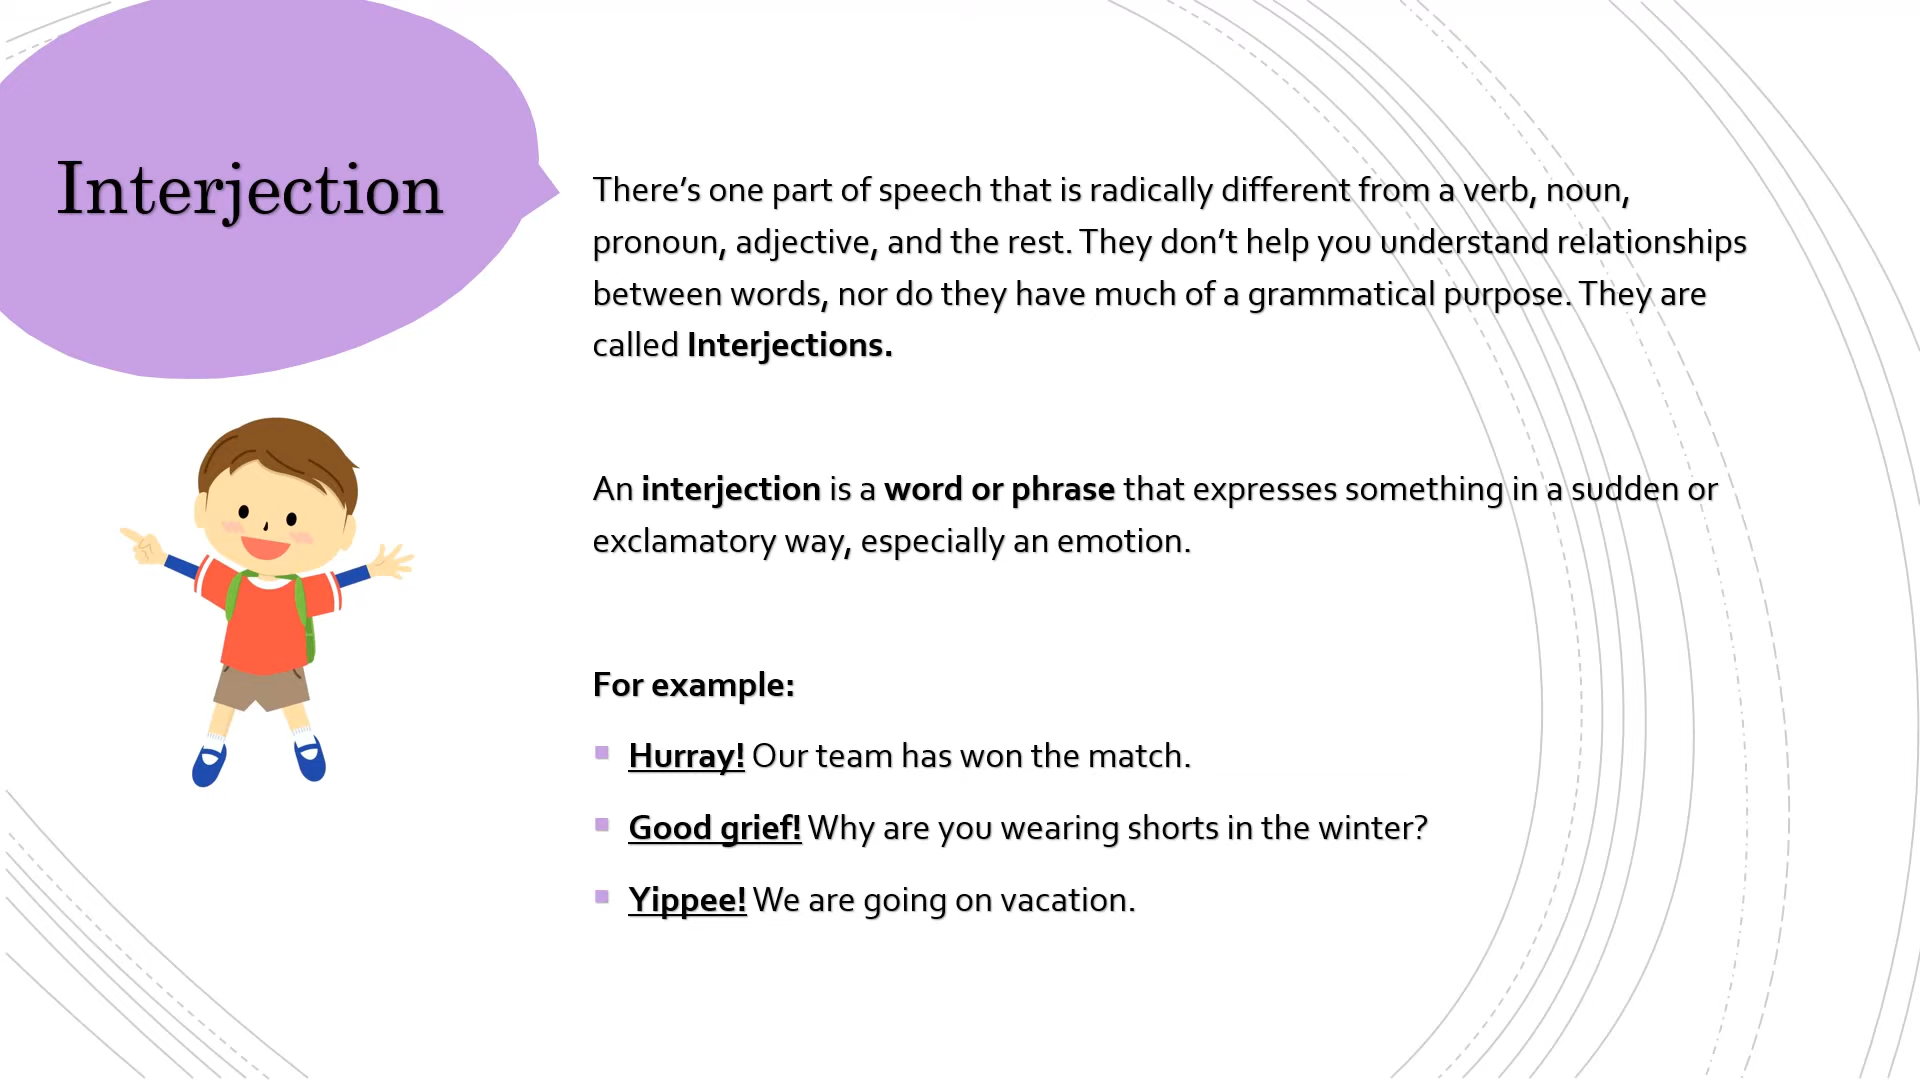 Interjection
There’s one part of speech that is radically different from a verb, noun,
pronoun, adjective, and the rest. They don’t help you understand relationships
between words, nor do they have much of a grammatical purpose. They are
called Interjections.
An interjection is a word or phrase that expresses something in a sudden or
exclamatory way, especially an emotion.
For example:
Hurray! Our team has won the match.
Good grief! Why are you wearing shorts in the winter?
Yippee! We are going on vacation.